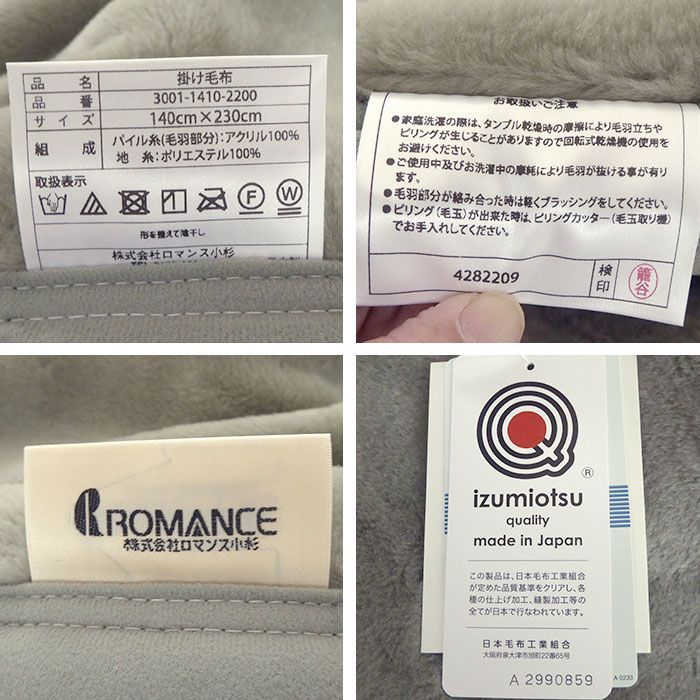 品名 掛け毛布
品番 3001-1410-2200
サイズ 140cm×230cm
組成 パイル糸(毛羽部分):アクリル100%
地糸:ポリエステル100%
取扱表示
F W
形を整えて陰干し
株式会社ロマンス小杉
お取扱いご注意
●家庭洗濯の際は、タンブル乾燥時の摩擦により毛羽立ちや
ピリングが生じることがありますので回転式乾燥機の使用を
お避けください。
●ご使用中及びお洗濯中の摩耗により毛羽が抜ける事が有り
ます。
●毛羽部分が絡み合った時は軽くブラッシングをしてください。
●ピリング(毛玉)が出来た時は、ピリングカッター(毛玉取り機)
でお手入れしてください。
4282209 検印 籠谷
ROMANCE
株式会社ロマンス小杉
®
izumiotsu
quality
made in Japan
この製品は、日本毛布工業組合
が定めた品質基準をクリアし、各
種の仕上げ加工、縫製加工等の
全てが日本で行なわれています。
日本毛布工業組合
大阪府泉大津市旭町22番65号
A 2990859
A 0233